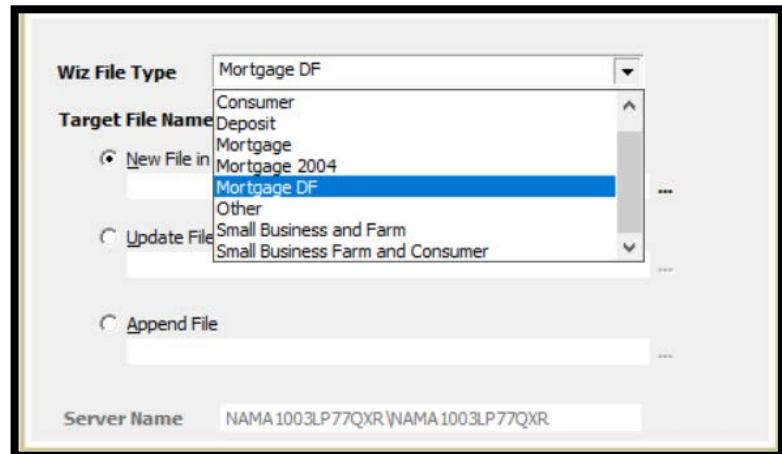 Wiz File Type Mortgage DF
Consumer
Target File Name
Deposit
Mortgage
New File in
Mortgage 2004
Mortgage DF
...
Other
Update File
Small Business and Farm
Small Business Farm and Consumer
...
Append File
...
Server Name NAMA1003LP77QXR\NAMA1003LP77QXR